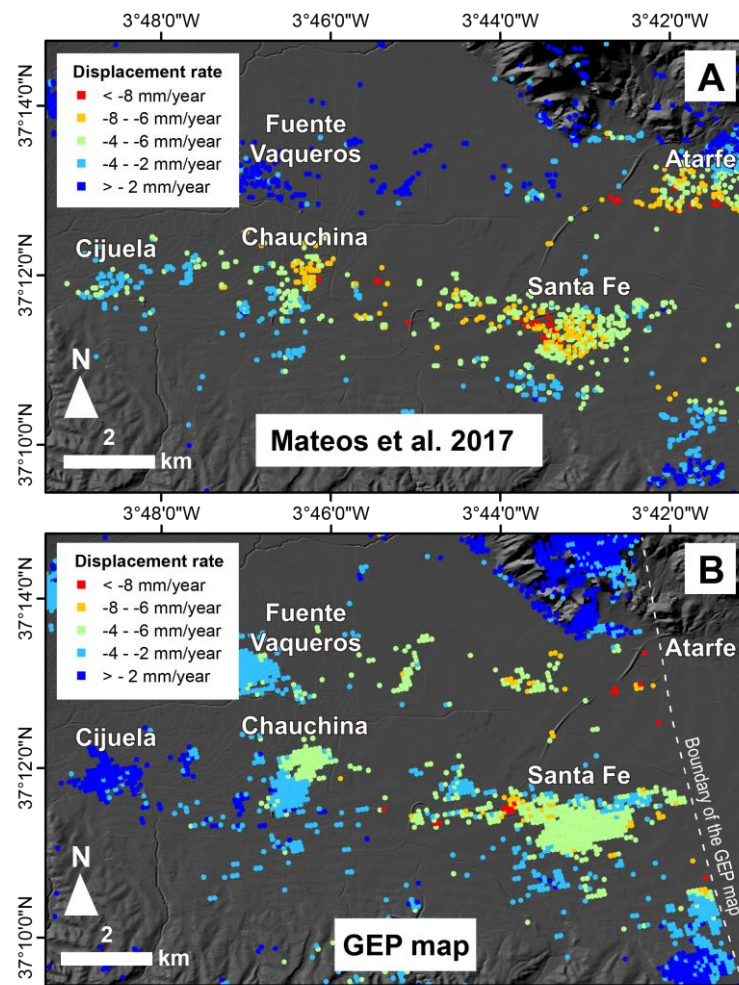 3°48'0"W 3°46'0"W 3°44'0"W 3°42'0"W
Displacement rate
< -8 mm/year
-8 - -6 mm/year
-4 - -6 mm/year
-4 - -2 mm/year
> - 2 mm/year
A
37°14'0"N
Fuente
Vaqueros
Atarfe
Cijuela
Chauchina
37°12'0"N
Santa Fe
N
2
km
37°10'0"N
Mateos et al. 2017
3°48'0"W 3°46'0"W 3°44'0"W 3°42'0"W
Displacement rate
< -8 mm/year
-8 - -6 mm/year
-4 - -6 mm/year
-4 - -2 mm/year
> - 2 mm/year
B
37°14'0"N
Fuente
Vaqueros
Atarfe
Cijuela
Chauchina
37°12'0"N
Santa Fe
Boundary of the GEP map
N
2
km
37°10'0"N
GEP map